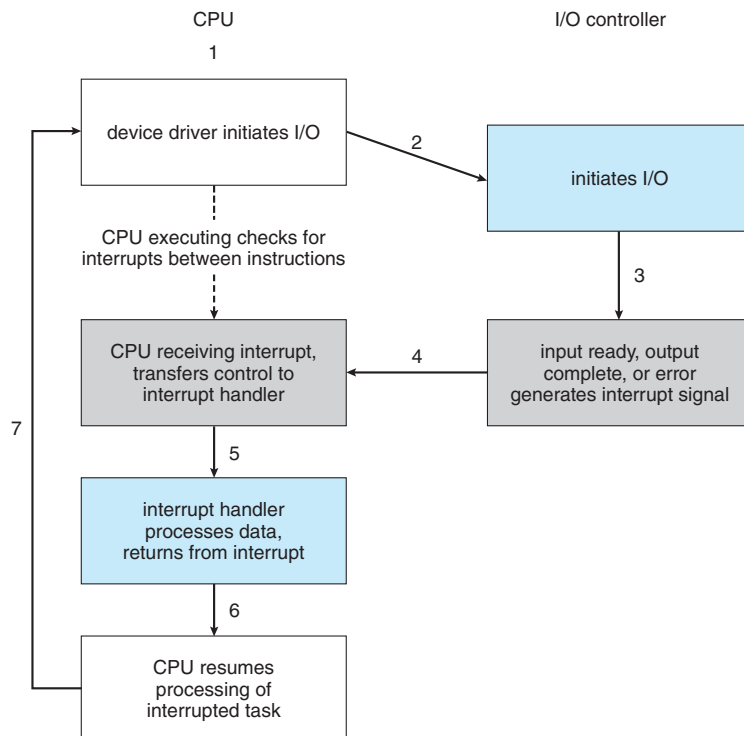 CPU
I/O controller
1
device driver initiates I/O
2
initiates I/O
CPU executing checks for
interrupts between instructions
3
CPU receiving interrupt,
transfers control to
interrupt handler
4
input ready, output
complete, or error
generates interrupt signal
7
5
interrupt handler
processes data,
returns from interrupt
6
CPU resumes
processing of
interrupted task